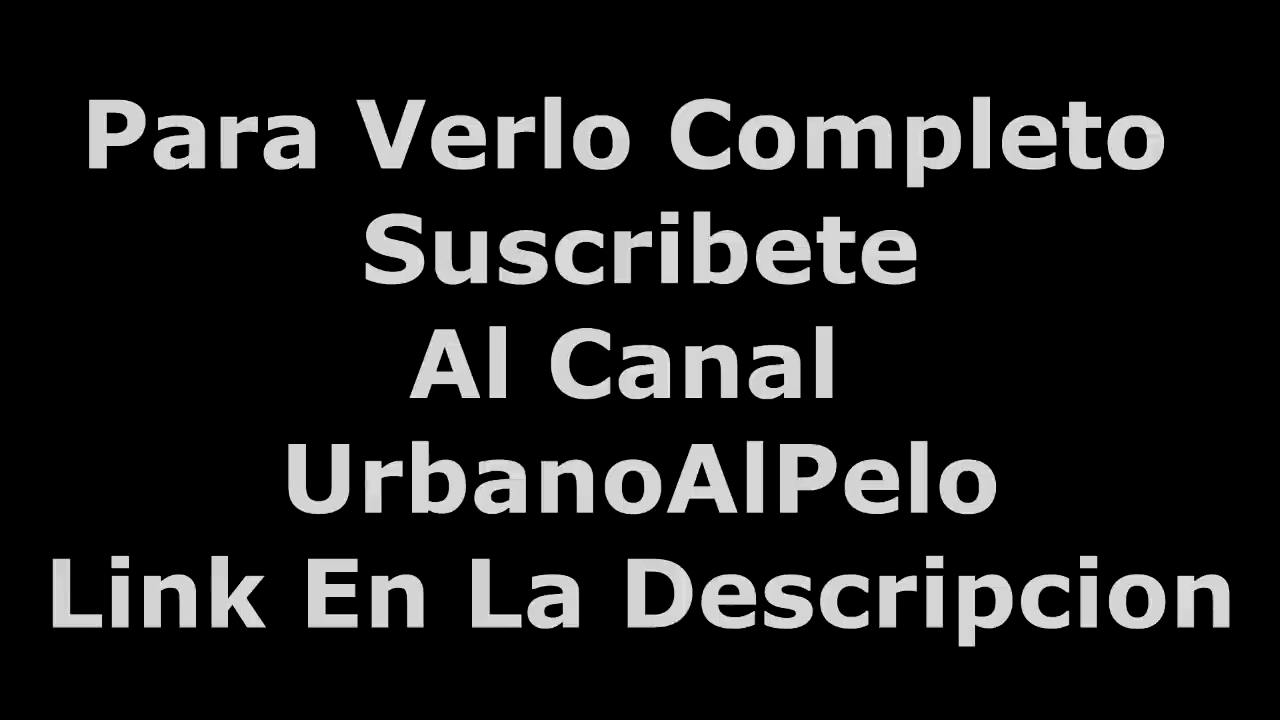 Para Verlo Completo
Suscribete
Al Canal
UrbanoAlPelo
Link En La Descripcion